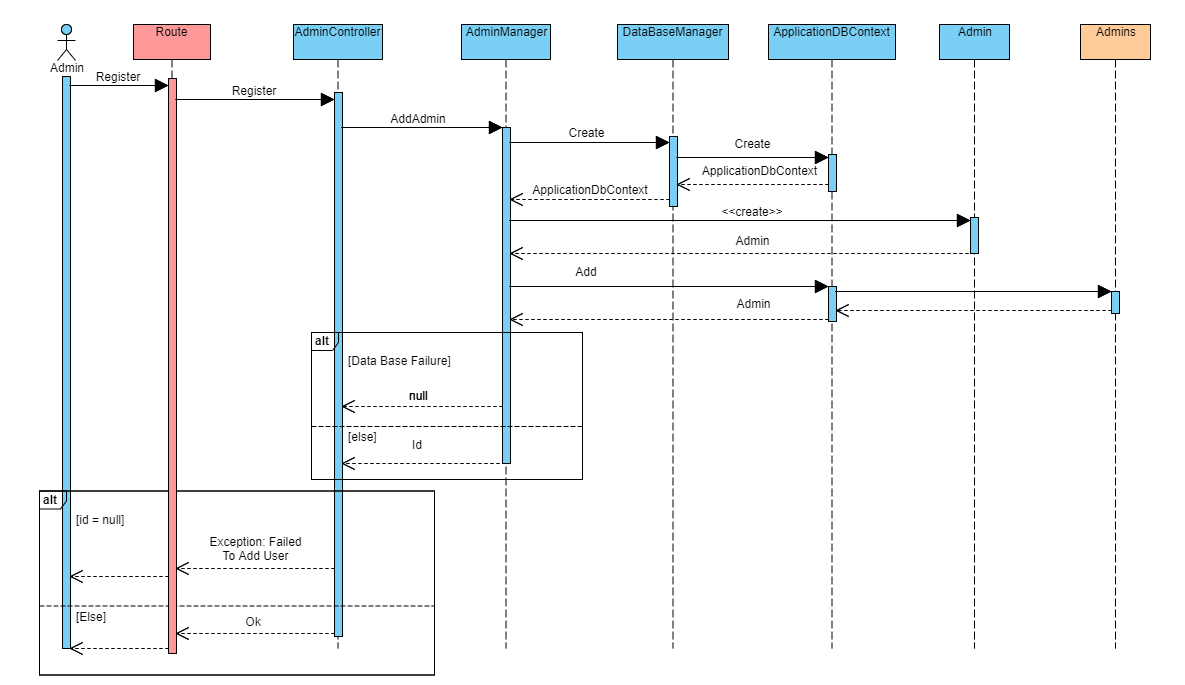 Route
AdminController
AdminManager
DataBaseManager
ApplicationDBContext
Admin
Admins
Admin
Register
Register
AddAdmin
Create
Create
ApplicationDbContext
ApplicationDbContext
<<create>>
Admin
Add
Admin
alt
[Data Base Failure]
null
[else]
Id
alt
[id = null]
Exception: Failed
To Add User
[Else]
Ok